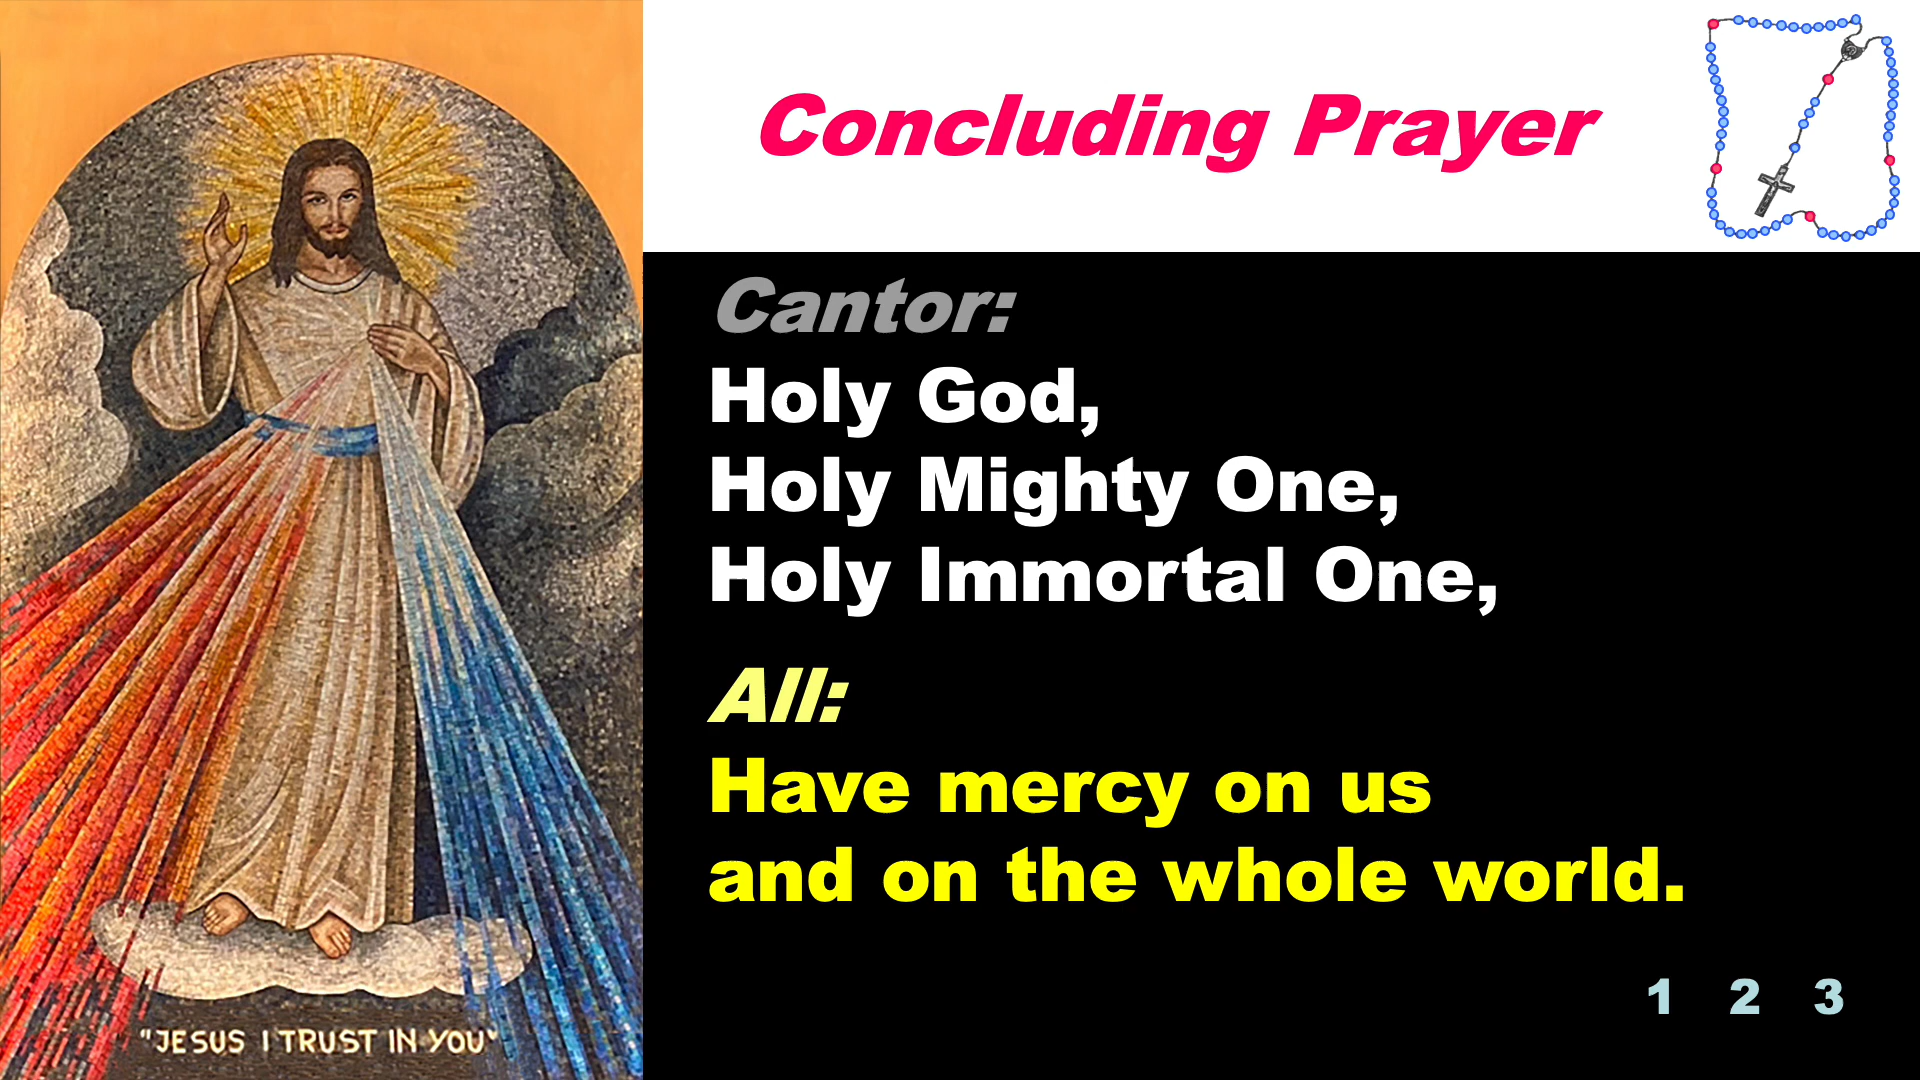 Concluding Prayer
Cantor:
Holy God,
Holy Mighty One,
Holy Immortal One,
All:
Have mercy on us
and on the whole world.
1 2 3
"JESUS I TRUST IN YOU"